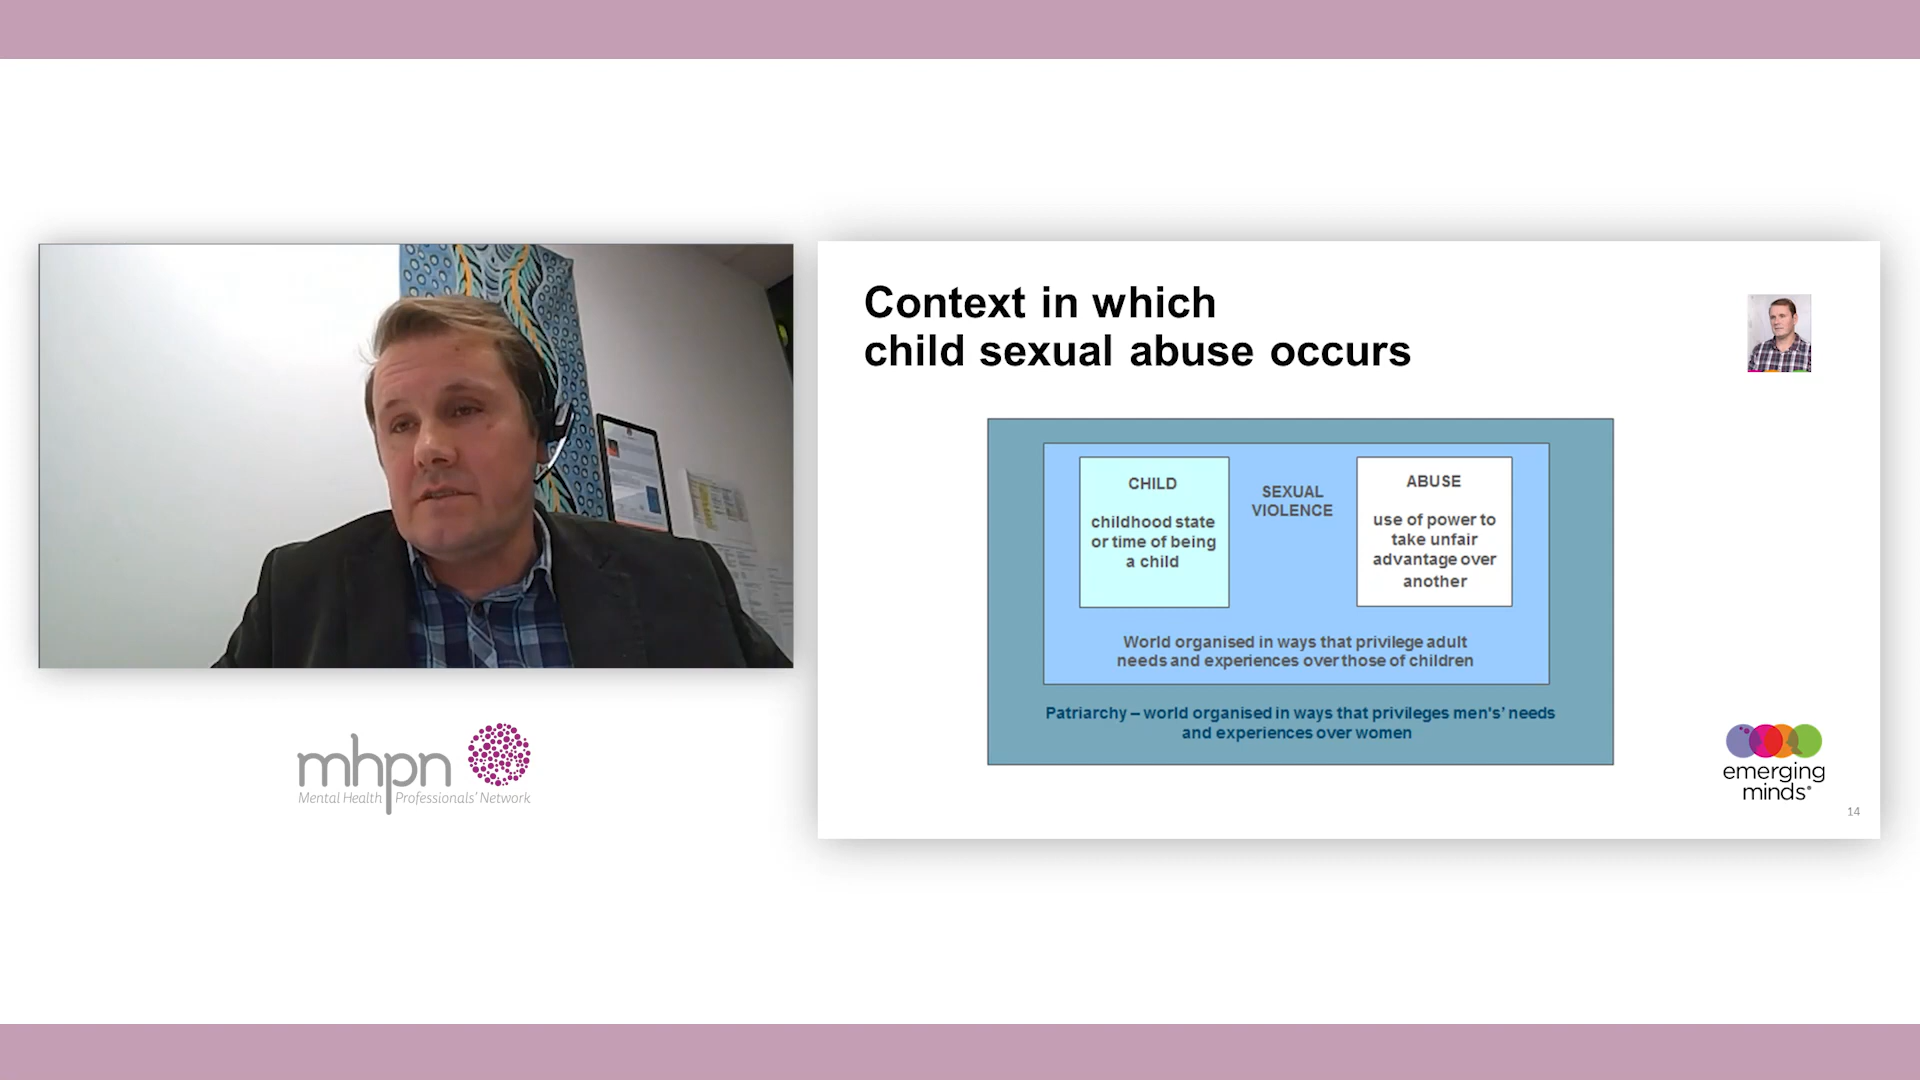 Context in which
child sexual abuse occurs
CHILD
childhood state
or time of being
a child
SEXUAL
VIOLENCE
ABUSE
use of power to
take unfair
advantage over
another
World organised in ways that privilege adult
needs and experiences over those of children
Patriarchy – world organised in ways that privileges men's' needs
and experiences over women
mhpn
Mental Health Professionals' Network
emerging
minds
14